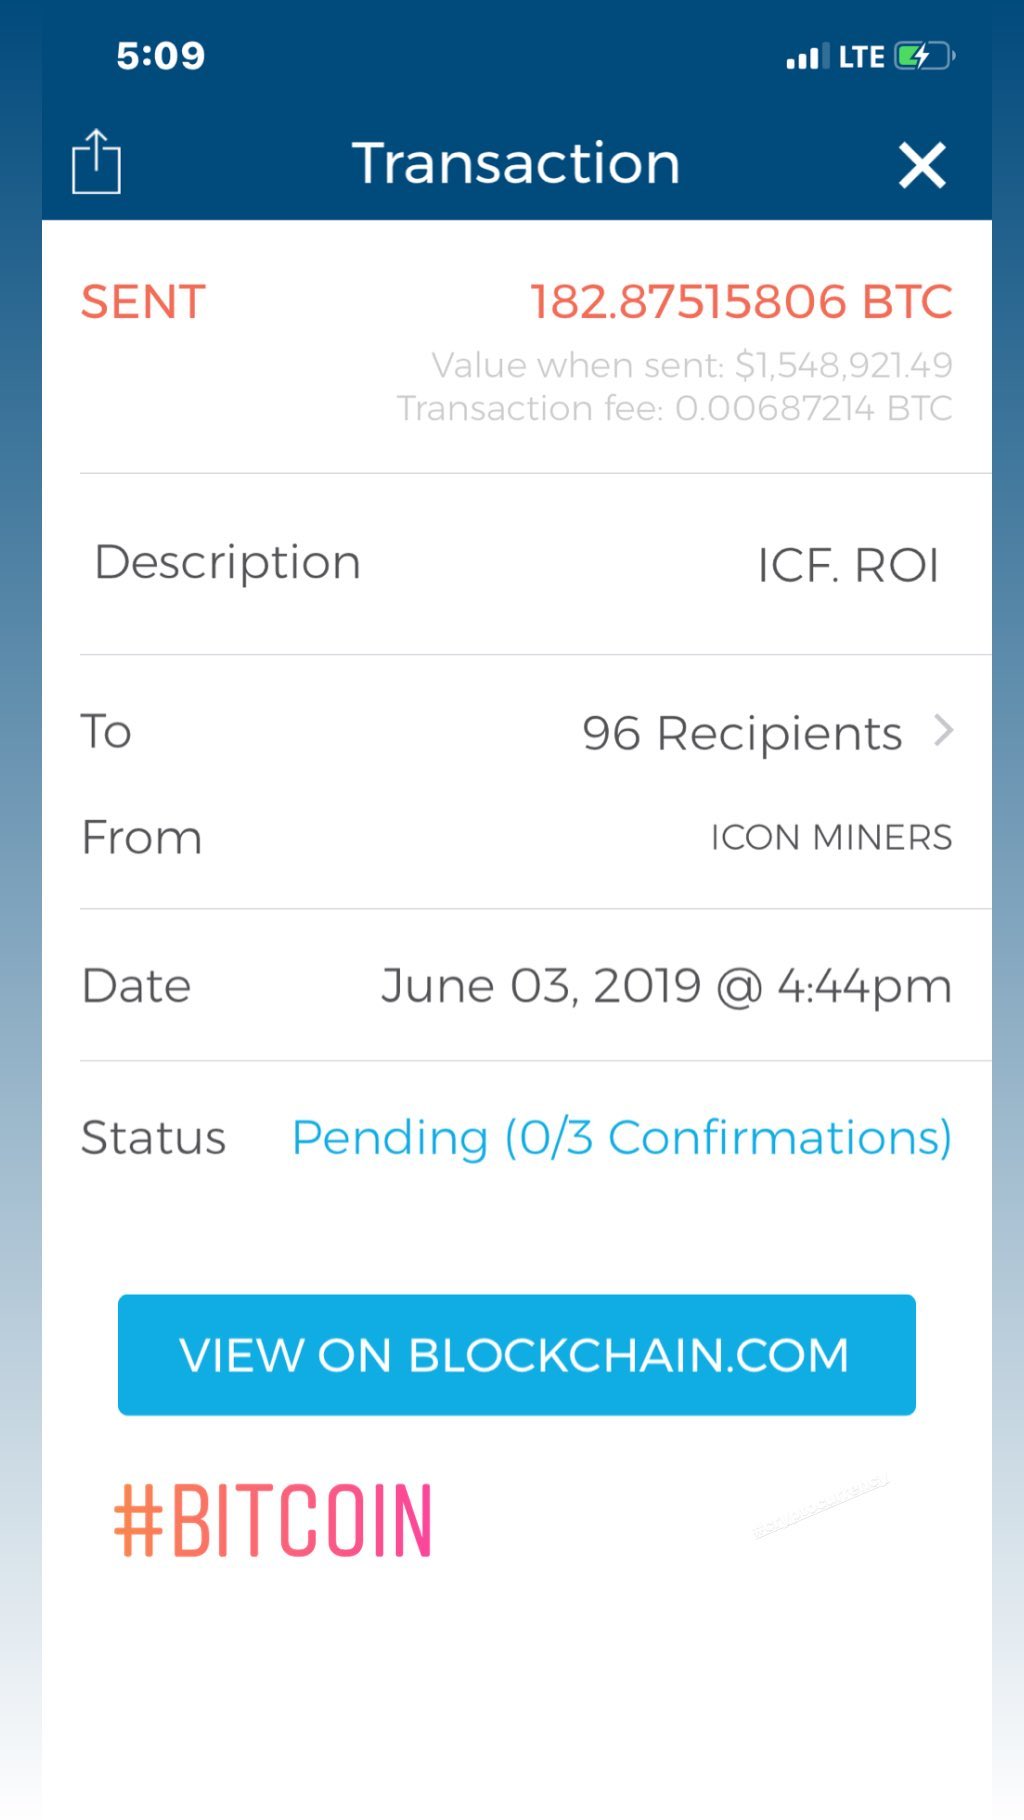 5:09
LTE
Transaction
SENT 182.87515806 BTC
Value when sent: $1,548,921.49
Transaction fee: 0.00687214 BTC
Description ICF. ROI
To 96 Recipients
From ICON MINERS
Date June 03, 2019 @ 4:44pm
Status Pending (0/3 Confirmations)
VIEW ON BLOCKCHAIN.COM
#BITCOIN
#cryptocurrency